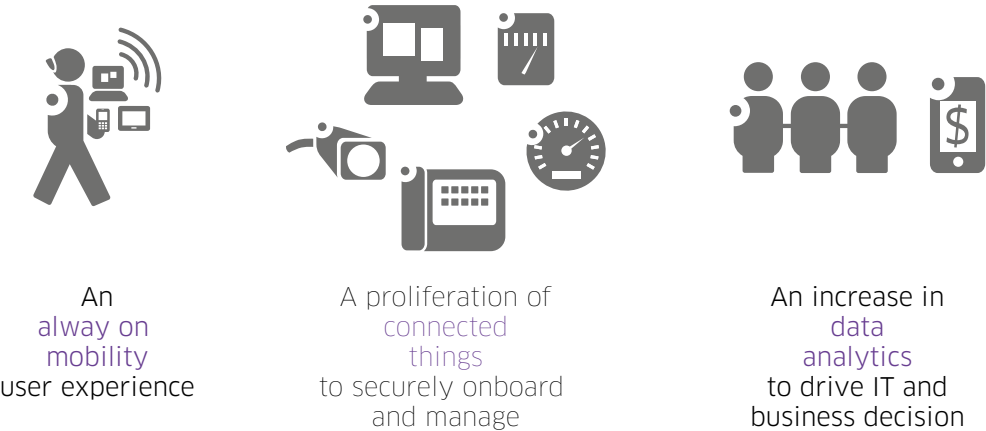 $
An
alway on
mobility
user experience
A proliferation of
connected
things
to securely onboard
and manage
An increase in
data
analytics
to drive IT and
business decision